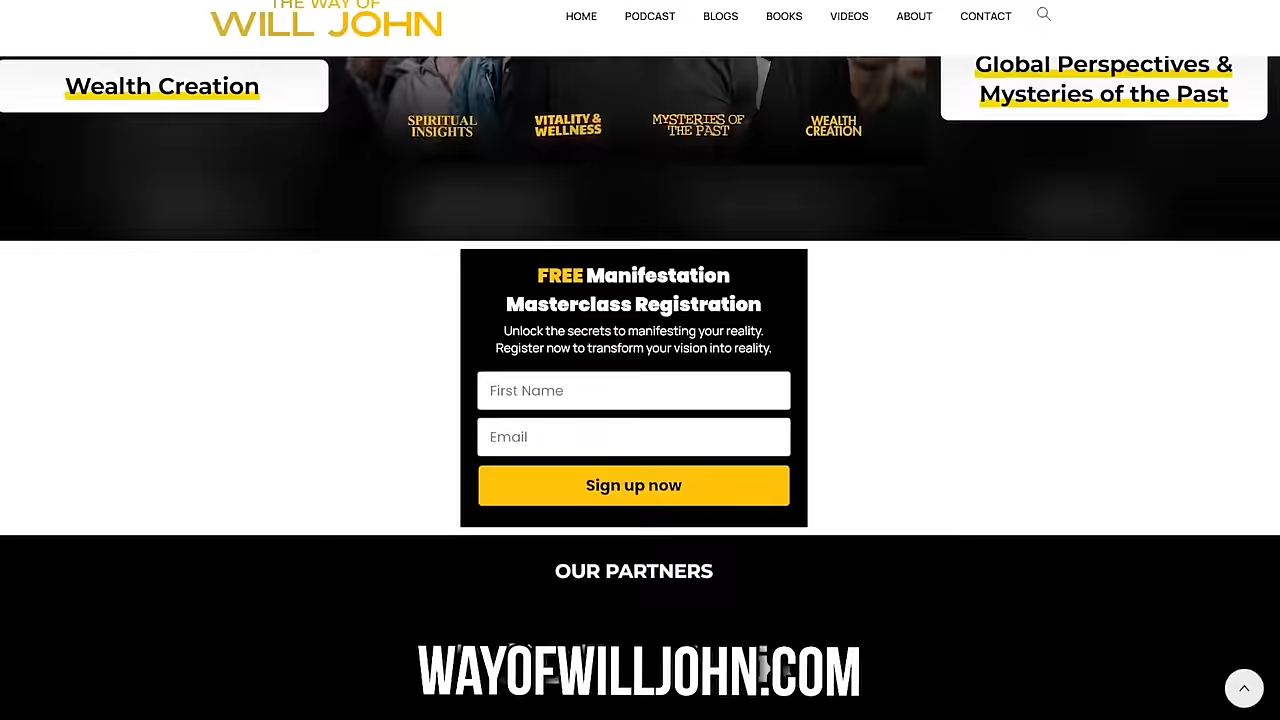 THE WAY OF
WILL JOHN
HOME PODCAST BLOGS BOOKS VIDEOS ABOUT CONTACT
Wealth Creation
Global Perspectives &
Mysteries of the Past
SPIRITUAL
INSIGHTS
VITALITY &
WELLNESS
MYSTERIES OF
THE PAST
WEALTH
CREATION
FREE Manifestation
Masterclass Registration
Unlock the secrets to manifesting your reality.
Register now to transform your vision into reality.
First Name
Email
Sign up now
OUR PARTNERS
WAYOFWILLJOHN.COM